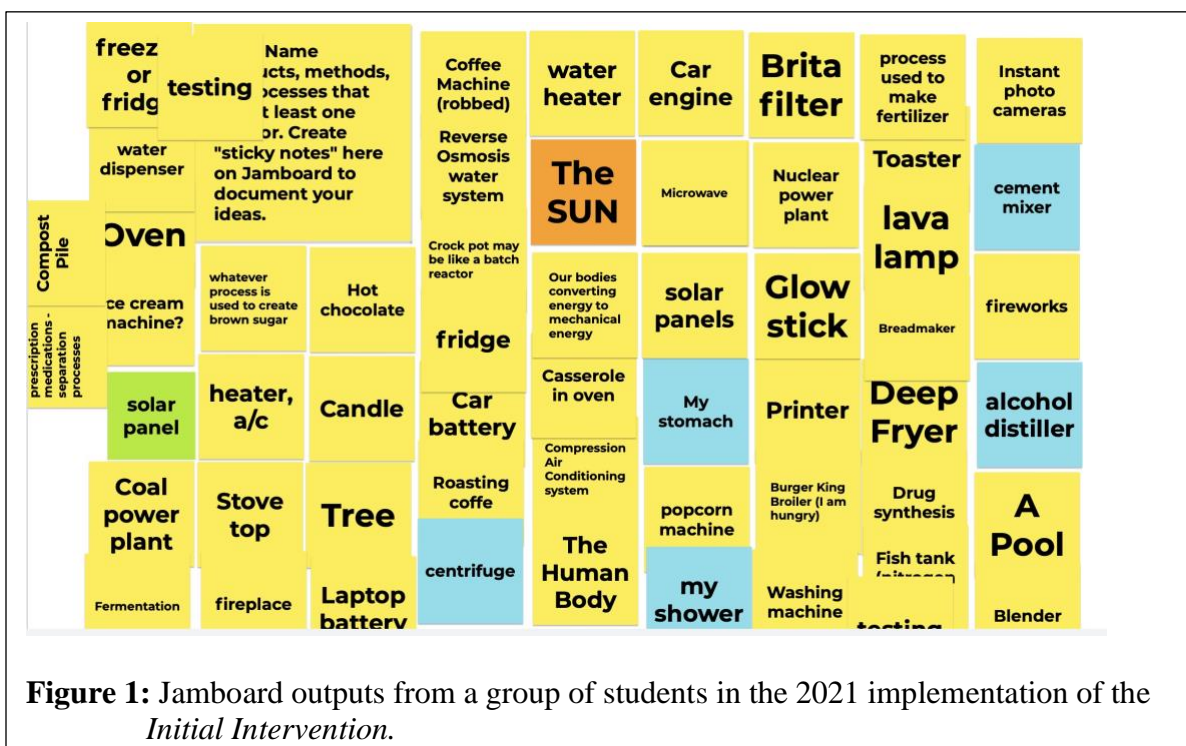 freez
or
fridg
testing
Name
ucts, methods,
ocesses that
t least one
or. Create
"sticky notes" here
on Jamboard to
document your
ideas.
Coffee
Machine
(robbed)
water
heater
Car
engine
Brita
filter
process
used to
make
fertilizer
Instant
photo
cameras
water
dispenser
Reverse
Osmosis
water
system
The
SUN
Microwave
Nuclear
power
plant
Toaster
cement
mixer
lava
lamp
Compost
Pile
Oven
ce cream
machine?
whatever
process is
used to create
brown sugar
Hot
chocolate
Crock pot may
be like a batch
reactor
fridge
Our bodies
converting
energy to
mechanical
energy
solar
panels
Glow
stick
Breadmaker
fireworks
prescription
medications -
separation
processes
solar
panel
heater,
a/c
Candle
Car
battery
Casserole
in oven
My
stomach
Printer
Deep
Fryer
alcohol
distiller
Coal
power
plant
Stove
top
Tree
Roasting
coffe
Compression
Air
Conditioning
system
popcorn
machine
Burger King
Broiler (I am
hungry)
Drug
synthesis
A
Pool
Fermentation
fireplace
Laptop
battery
centrifuge
The
Human
Body
my
shower
Washing
machine
Fish tank
(nitrogen
testing
Blender
Figure 1: Jamboard outputs from a group of students in the 2021 implementation of the
Initial Intervention.